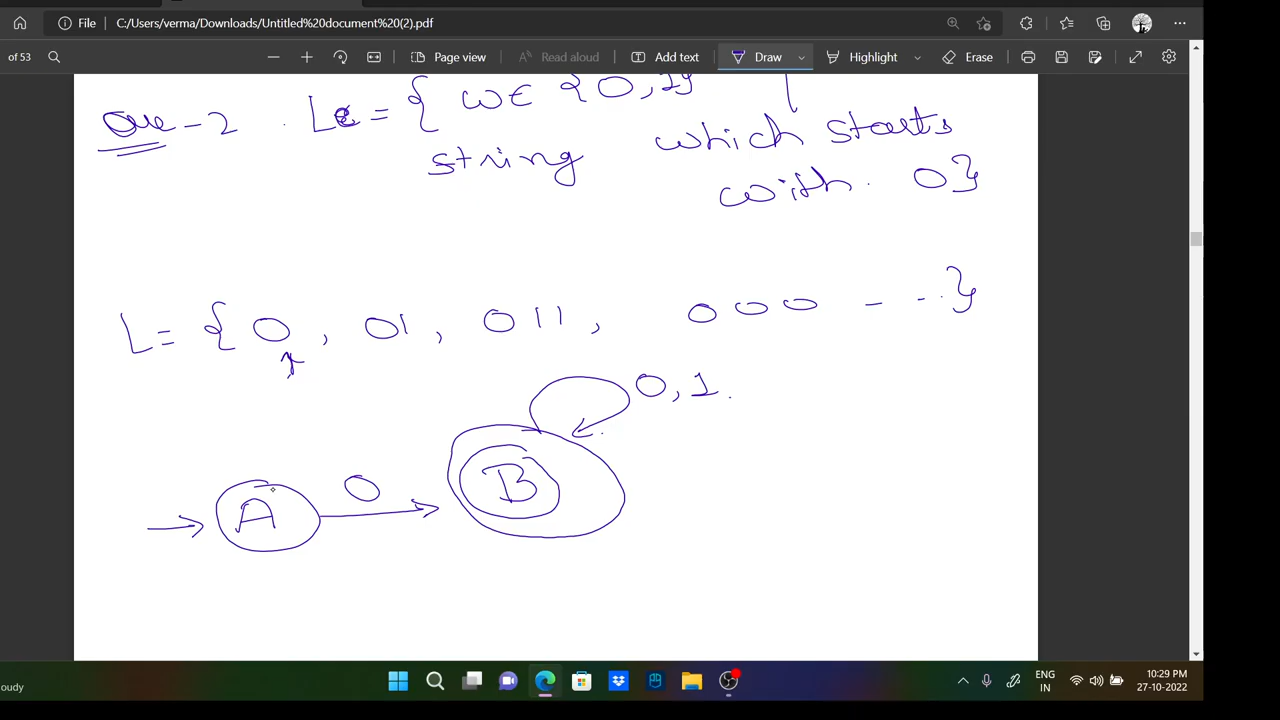 File C:/Users/verma/Downloads/Untitled%20document%20(2).pdf
of 53 Page view Read aloud Add text Draw Highlight Erase
Que-2 . L = { w ∈ {0,1}
string which starts
with. 0}
L = { 0, 01, 011, 000 - - }
0, 1.
A 0 B
oudy
ENG
IN
10:29 PM
27-10-2022